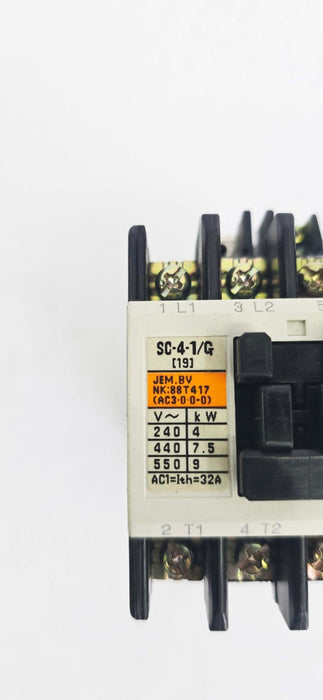 1 L1 3 L2 5
SC-4-1/G
[19]
JEM.BV
NK:88T417
(AC3·0·0-0)
V~ kW
240 4
440 7.5
550 9
AC1=Ith=32A
2 T1 4 T2